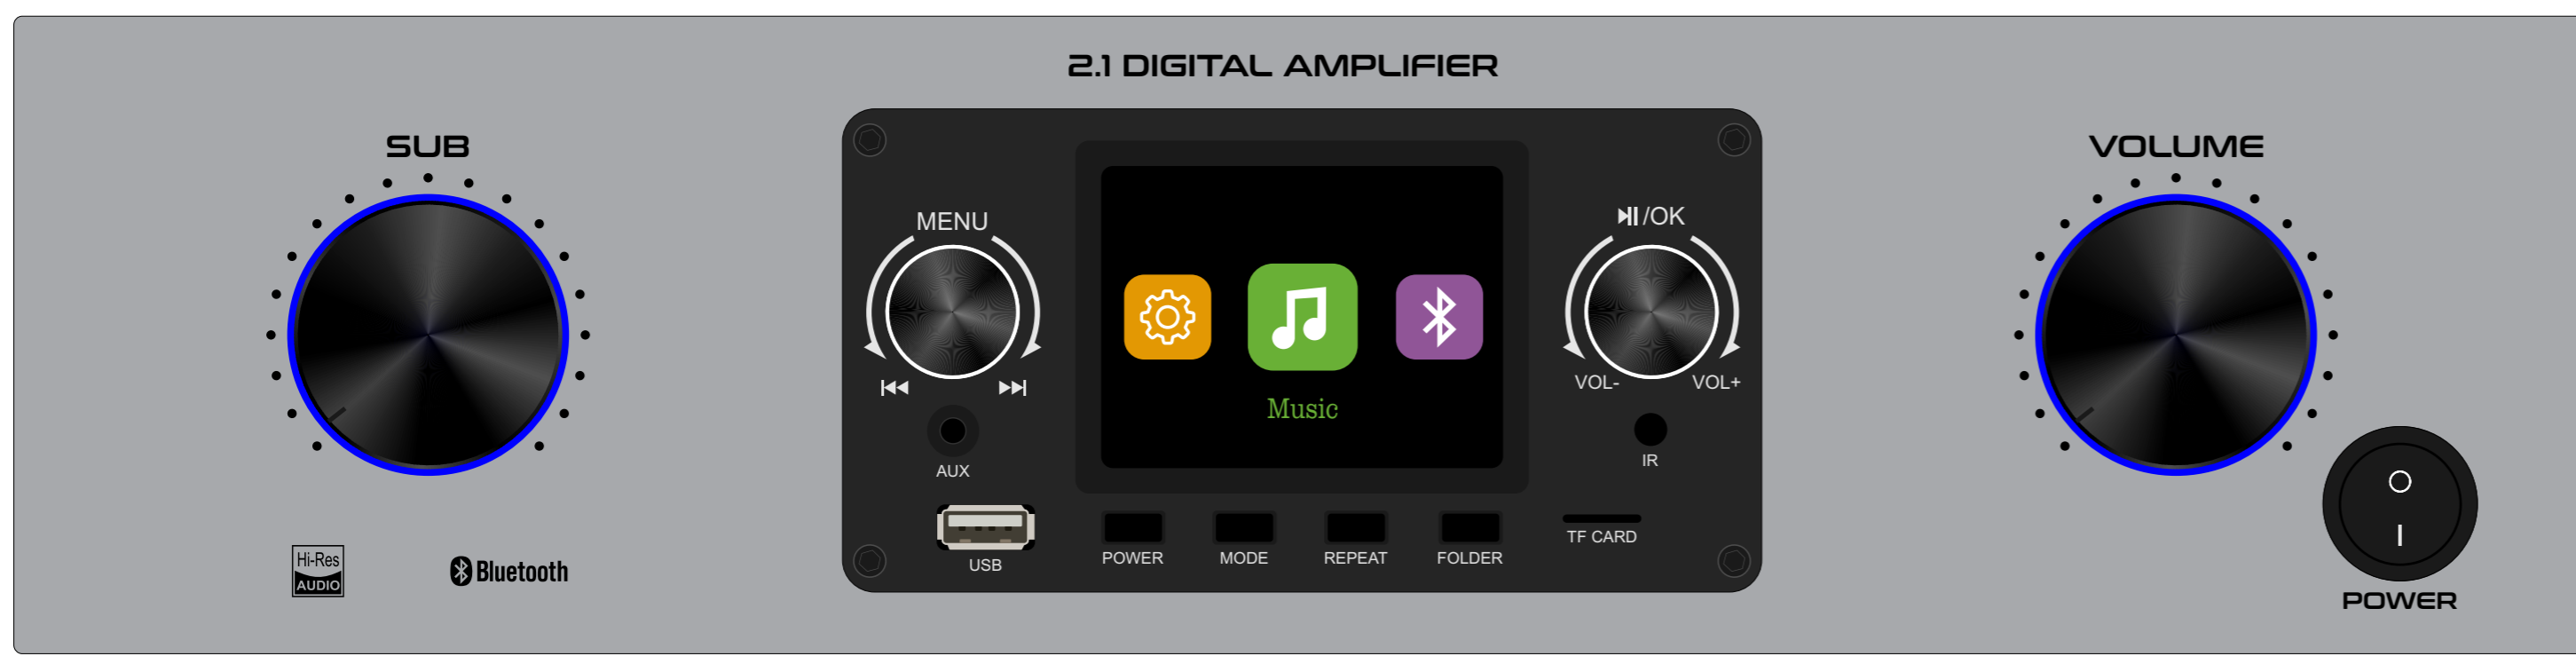 2.1 DIGITAL AMPLIFIER
SUB
VOLUME
MENU
/OK
VOL-
VOL+
Music
AUX
IR
USB
POWER
MODE
REPEAT
FOLDER
TF CARD
Hi-Res
AUDIO
Bluetooth
O
I
POWER